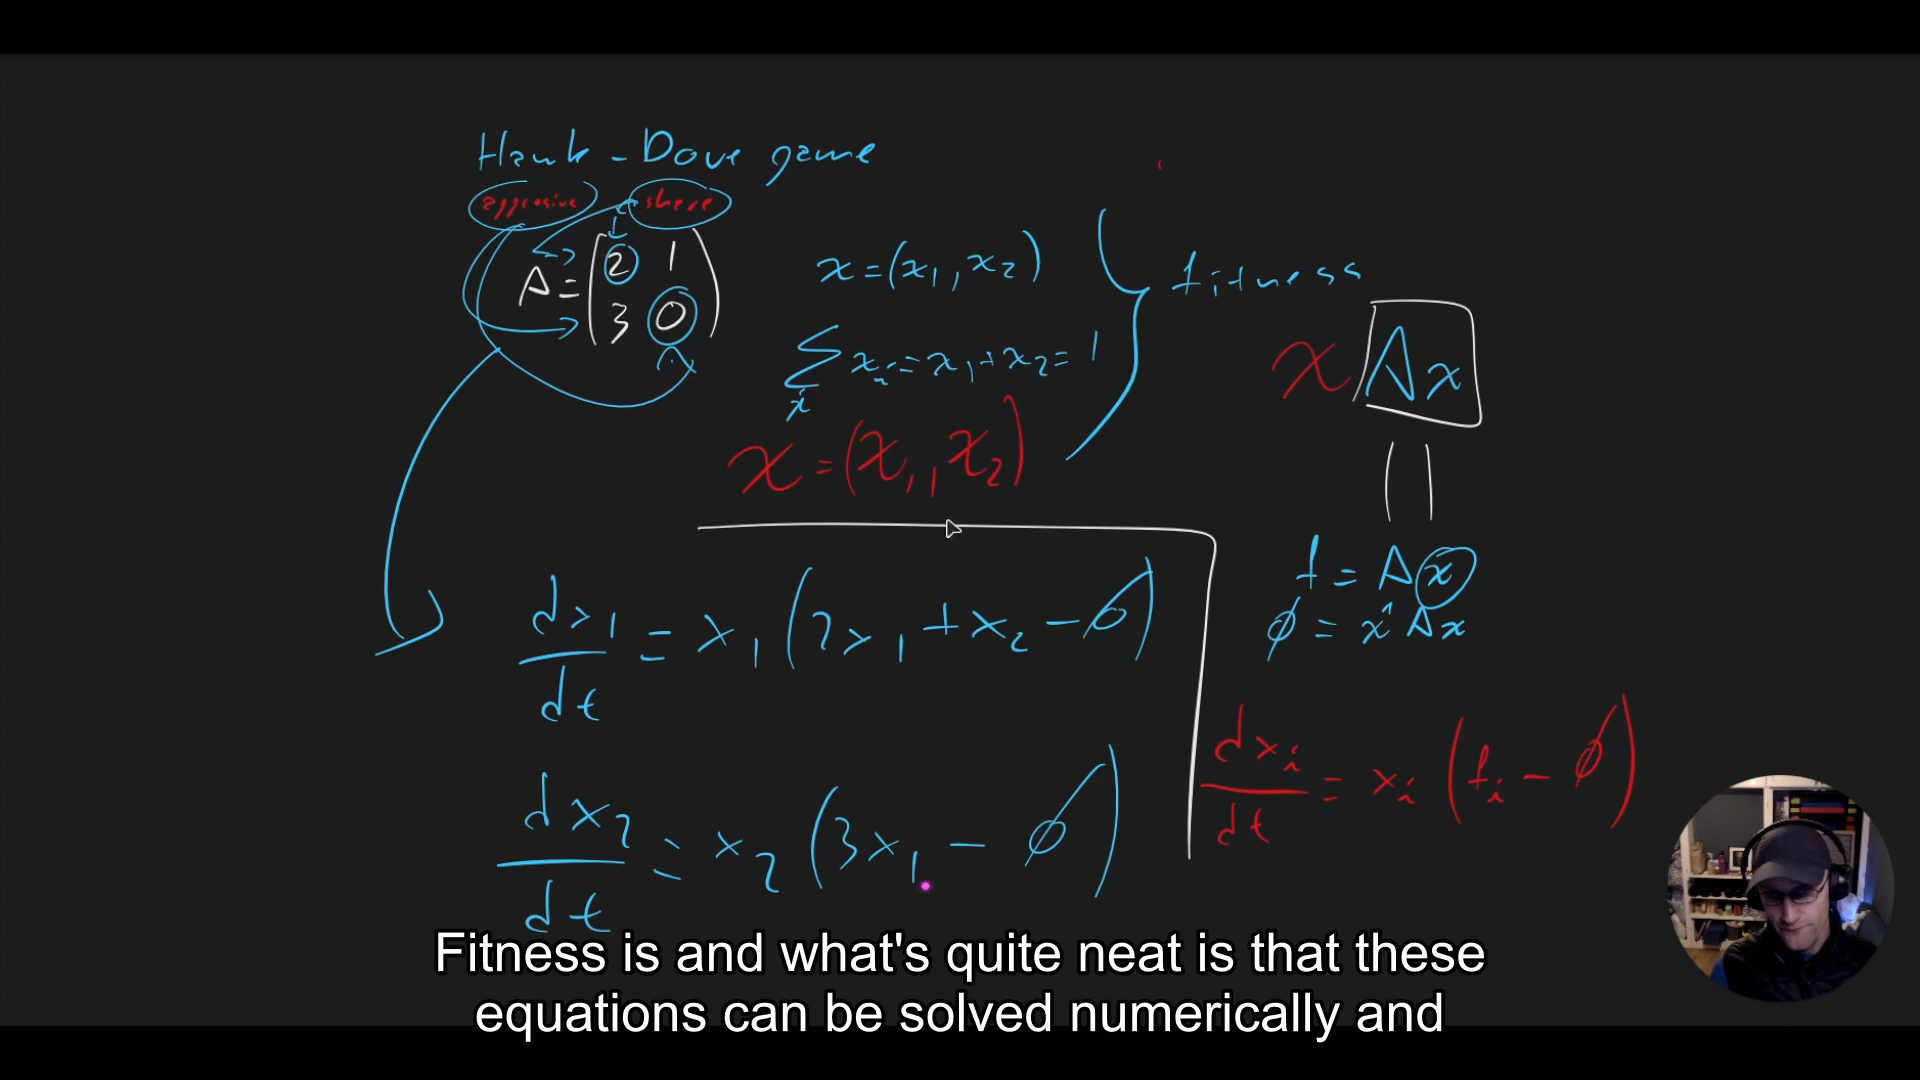 Hawk - Dove game
aggrosive share
A = (2 1
3 0)
x = (x₁, x₂)
fitness
∑ᵢ xᵢ = x₁ + x₂ = 1
x = (x₁, x₂)
x Ax
||
f = Ax
ϕ = x Ax
dx₁/dt = x₁(2x₁ + x₂ - ϕ)
dxᵢ/dt = xᵢ(fᵢ - ϕ)
dx₂/dt = x₂(3x₁ - ϕ)
Fitness is and what's quite neat is that these
equations can be solved numerically and